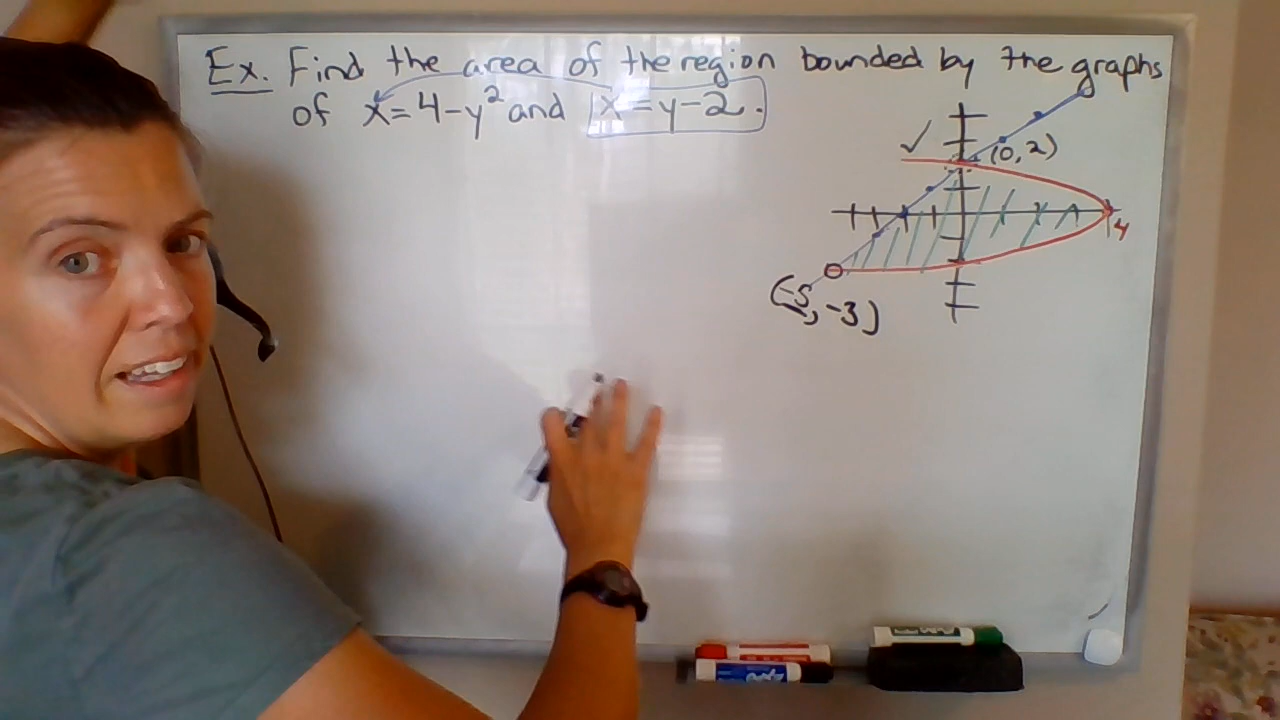 Ex. Find the area of the region bounded by the graphs
of x=4-y² and x=y-2.
(0,2)
4
(-5,-3)